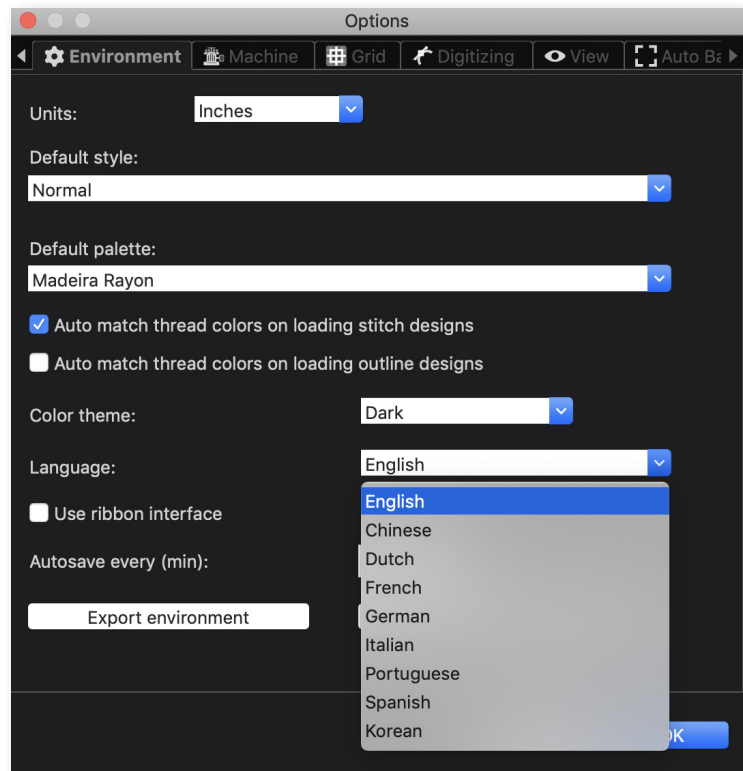 Options
Environment Machine Grid Digitizing View Auto Ba
Units: Inches
Default style:
Normal
Default palette:
Madeira Rayon
Auto match thread colors on loading stitch designs
Auto match thread colors on loading outline designs
Color theme: Dark
Language: English
English
Use ribbon interface
Chinese
Dutch
Autosave every (min):
French
German
Export environment
Italian
Portuguese
Spanish
Korean
K